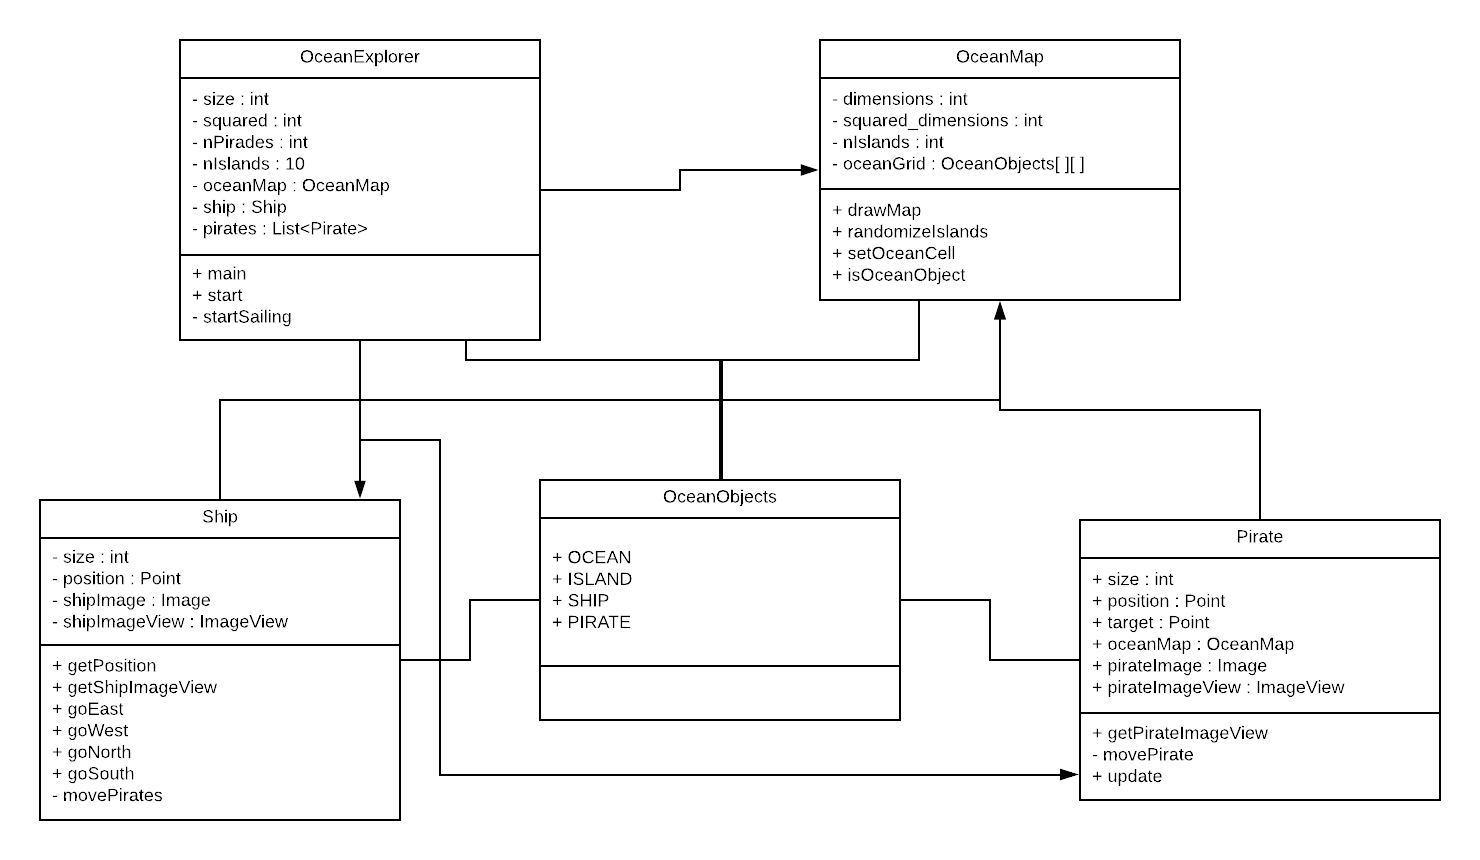 OceanExplorer
- size : int
- squared : int
- nPirades : int
- nIslands : 10
- oceanMap : OceanMap
- ship : Ship
- pirates : List<Pirate>
+ main
+ start
- startSailing
OceanMap
- dimensions : int
- squared_dimensions : int
- nIslands : int
- oceanGrid : OceanObjects[ ][ ]
+ drawMap
+ randomizeIslands
+ setOceanCell
+ isOceanObject
Ship
- size : int
- position : Point
- shipImage : Image
- shipImageView : ImageView
+ getPosition
+ getShipImageView
+ goEast
+ goWest
+ goNorth
+ goSouth
- movePirates
OceanObjects
+ OCEAN
+ ISLAND
+ SHIP
+ PIRATE
Pirate
+ size : int
+ position : Point
+ target : Point
+ oceanMap : OceanMap
+ pirateImage : Image
+ pirateImageView : ImageView
+ getPirateImageView
- movePirate
+ update